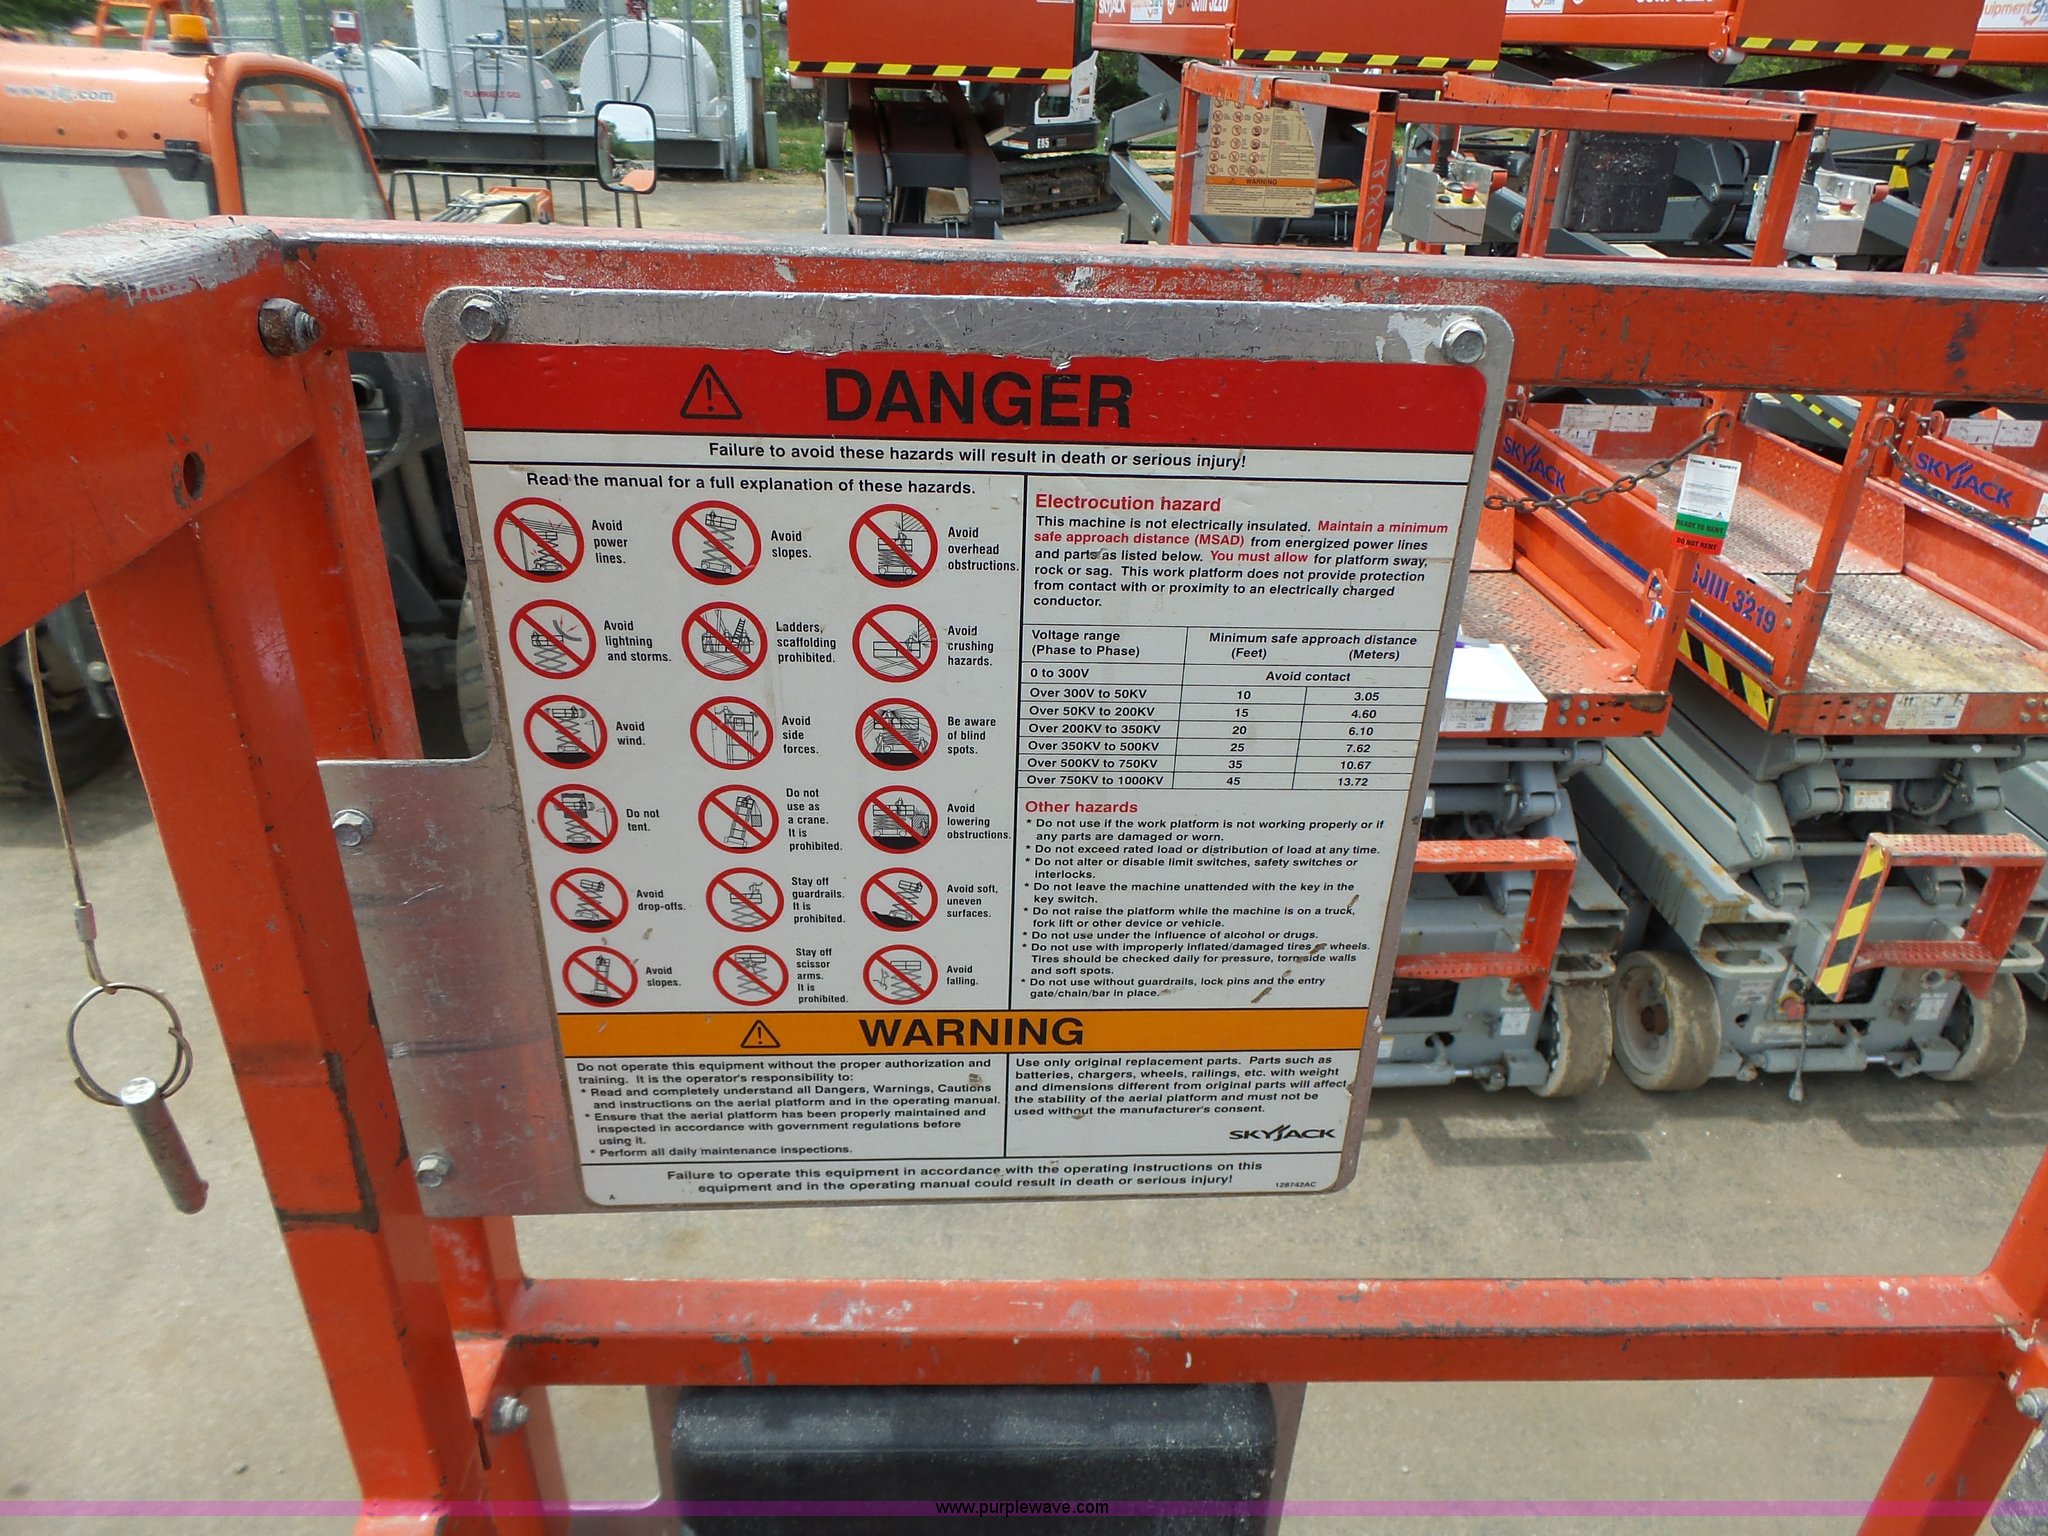 DANGER
Failure to avoid these hazards will result in death or serious injury!
Read the manual for a full explanation of these hazards.
Avoid
power
lines.
Avoid
slopes.
Avoid
overhead
obstructions.
Avoid
lightning
and storms.
Ladders,
scaffolding
prohibited.
Avoid
crushing
hazards.
Avoid
wind.
Avoid
side
forces.
Be aware
of blind
spots.
Do not
tent.
Do not
use as
a crane.
It is
prohibited.
Avoid
lowering
obstructions.
Avoid
drop-offs.
Stay off
guardrails.
It is
prohibited.
Avoid soft,
uneven
surfaces.
Avoid
slopes.
Stay off
scissor
arms.
It is
prohibited.
Avoid
falling.
Electrocution hazard
This machine is not electrically insulated. Maintain a minimum
safe approach distance (MSAD) from energized power lines
and parts as listed below. You must allow for platform sway,
rock or sag. This work platform does not provide protection
from contact with or proximity to an electrically charged
conductor.
Voltage range Minimum safe approach distance
(Phase to Phase) (Feet) (Meters)
0 to 300V Avoid contact
Over 300V to 50KV 10 3.05
Over 50KV to 200KV 15 4.60
Over 200KV to 350KV 20 6.10
Over 350KV to 500KV 25 7.62
Over 500KV to 750KV 35 10.67
Over 750KV to 1000KV 45 13.72
Other hazards
* Do not use if the work platform is not working properly or if
any parts are damaged or worn.
* Do not exceed rated load or distribution of load at any time.
* Do not alter or disable limit switches, safety switches or
interlocks.
* Do not leave the machine unattended with the key in the
key switch.
* Do not raise the platform while the machine is on a truck,
fork lift or other device or vehicle.
* Do not use under the influence of alcohol or drugs.
* Do not use with improperly inflated/damaged tires or wheels.
Tires should be checked daily for pressure, torn side walls
and soft spots.
* Do not use without guardrails, lock pins and the entry
gate/chain/bar in place.
WARNING
Do not operate this equipment without the proper authorization and
training. It is the operator's responsibility to:
* Read and completely understand all Dangers, Warnings, Cautions
and instructions on the aerial platform and in the operating manual.
* Ensure that the aerial platform has been properly maintained and
inspected in accordance with government regulations before
using it.
* Perform all daily maintenance inspections.
Use only original replacement parts. Parts such as
batteries, chargers, wheels, railings, etc. with weight
and dimensions different from original parts will affect
the stability of the aerial platform and must not be
used without the manufacturer's consent.
SKYJACK
Failure to operate this equipment in accordance with the operating instructions on this
equipment and in the operating manual could result in death or serious injury!
A
128742AC
www.jlg.com
FLAMMABLE GAS
E85
SKYJACK
WARNING
SKYJACK
SKYJACK
THINK SAFETY
READY TO RENT
DO NOT RENT
SJIII 3219
www.purplewave.com